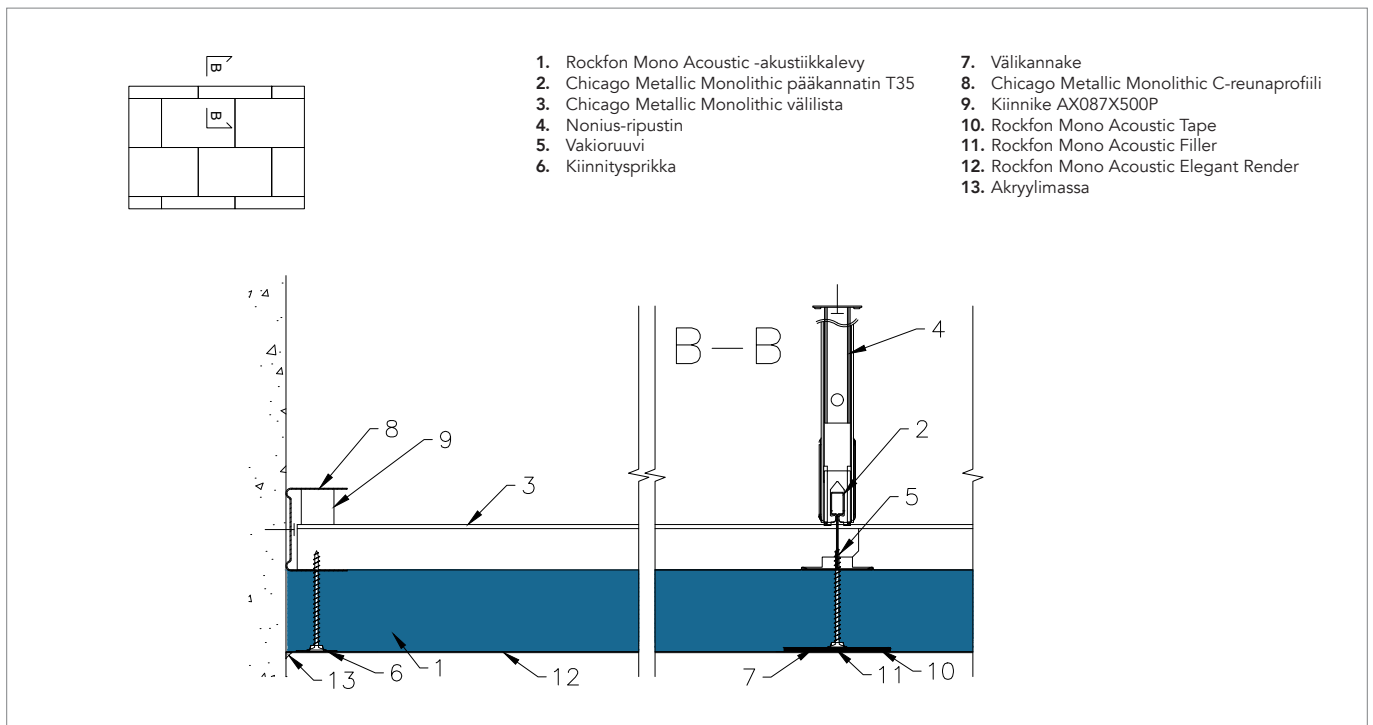 B
B
1. Rockfon Mono Acoustic -akustiikkalevy
2. Chicago Metallic Monolithic pääkannatin T35
3. Chicago Metallic Monolithic välilista
4. Nonius-ripustin
5. Vakioruuvi
6. Kiinnitysprikka
7. Välikannake
8. Chicago Metallic Monolithic C-reunaprofiili
9. Kiinnike AX087X500P
10. Rockfon Mono Acoustic Tape
11. Rockfon Mono Acoustic Filler
12. Rockfon Mono Acoustic Elegant Render
13. Akryylimassa
B—B
4
8
9
2
3
5
13
6
1
12
7
11
10